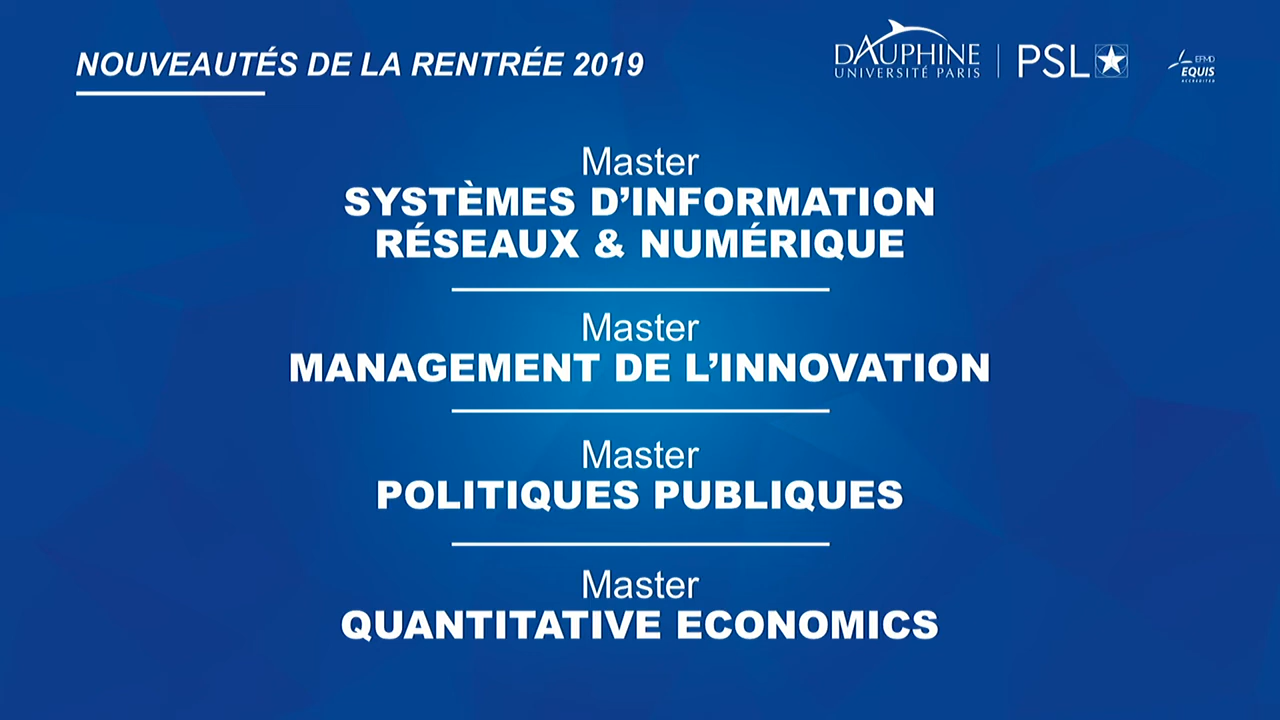 NOUVEAUTÉS DE LA RENTRÉE 2019
DAUPHINE
UNIVERSITÉ PARIS
PSL
EFMD
EQUIS
ACCREDITED
Master
SYSTÈMES D’INFORMATION
RÉSEAUX & NUMÉRIQUE
Master
MANAGEMENT DE L’INNOVATION
Master
POLITIQUES PUBLIQUES
Master
QUANTITATIVE ECONOMICS